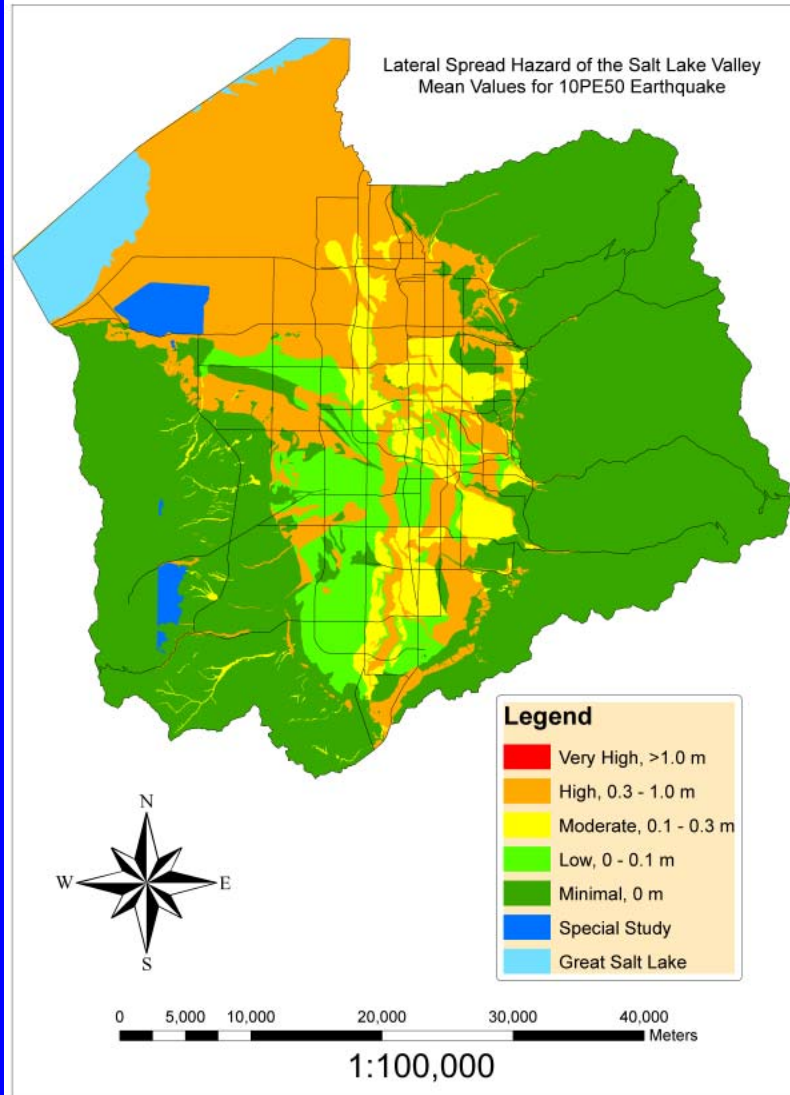 Lateral Spread Hazard of the Salt Lake Valley
Mean Values for 10PE50 Earthquake
Legend
Very High, >1.0 m
High, 0.3 - 1.0 m
Moderate, 0.1 - 0.3 m
Low, 0 - 0.1 m
Minimal, 0 m
Special Study
Great Salt Lake
N
W E
S
0 5,000 10,000 20,000 30,000 40,000
Meters
1:100,000